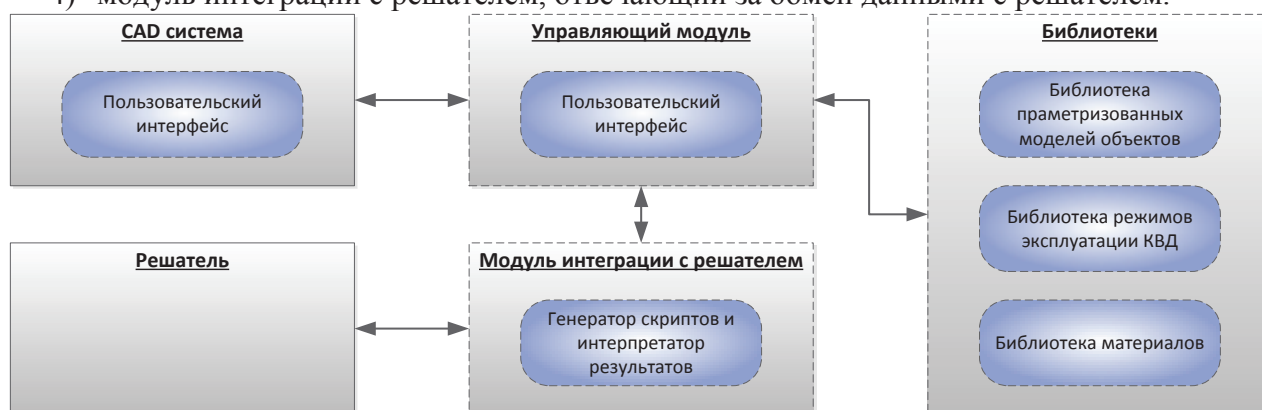 4) модуль интеграции с решателем, отвечающий за обмен данными с решателем.
CAD система
Пользовательский
интерфейс
Управляющий модуль
Пользовательский
интерфейс
Библиотеки
Библиотека
праметризованных
моделей объектов
Библиотека режимов
эксплуатации КВД
Библиотека материалов
Решатель
Модуль интеграции с решателем
Генератор скриптов и
интерпретатор
результатов